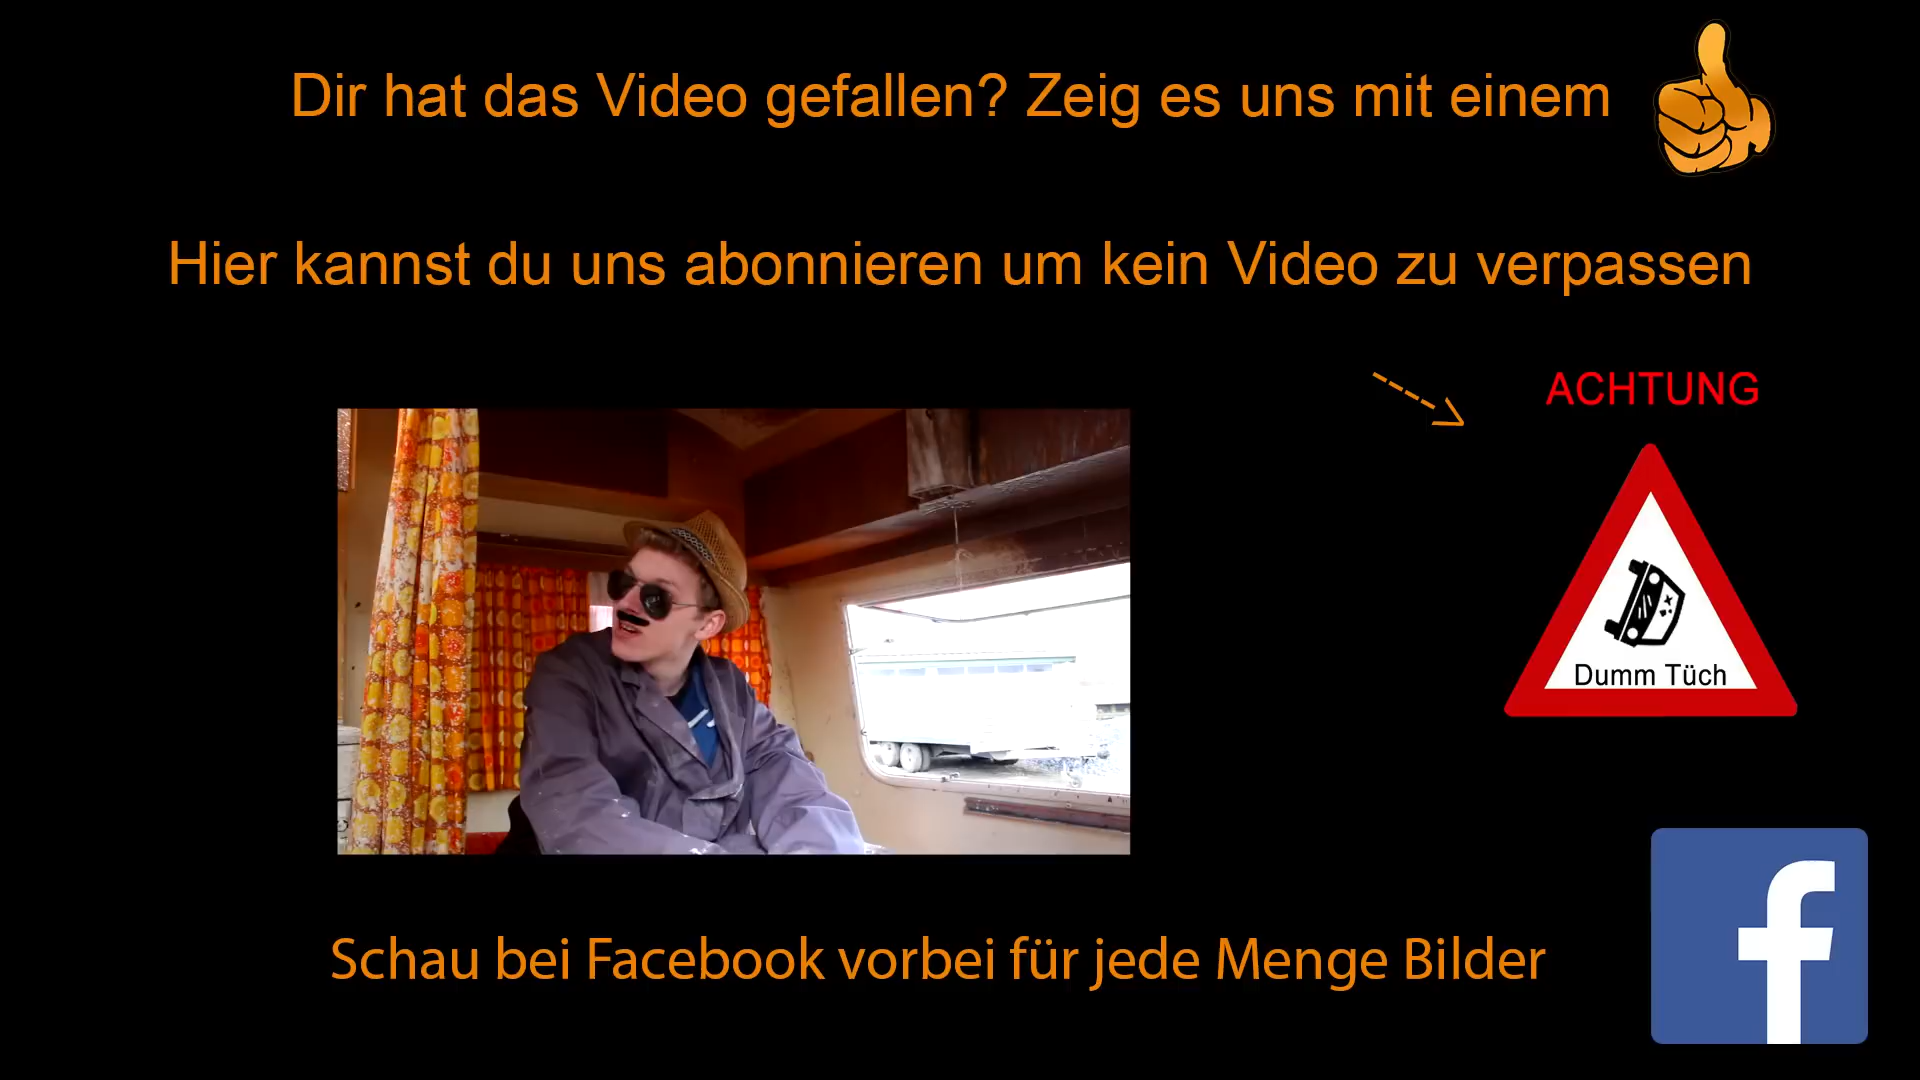 Dir hat das Video gefallen? Zeig es uns mit einem
Hier kannst du uns abonnieren um kein Video zu verpassen
ACHTUNG
Dumm Tüch
Schau bei Facebook vorbei für jede Menge Bilder
f